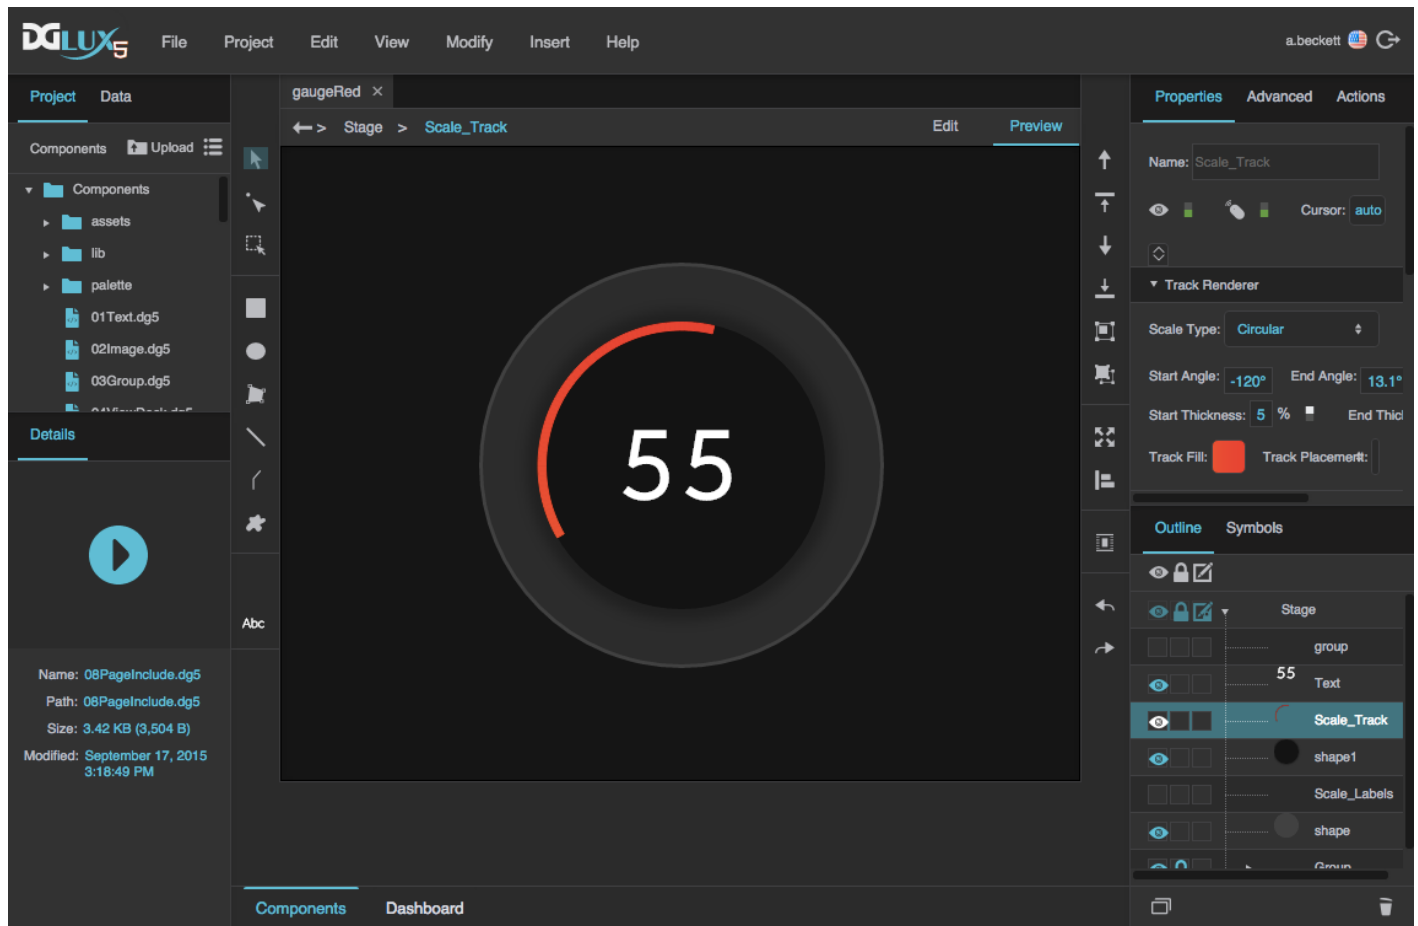 DGLUX5 File Project Edit View Modify Insert Help a.beckett
Project Data
Components Upload
Components
assets
lib
palette
01Text.dg5
02Image.dg5
03Group.dg5
04ViewDeck.dg5
Details
Name: 08PageInclude.dg5
Path: 08PageInclude.dg5
Size: 3.42 KB (3,504 B)
Modified: September 17, 2015
3:18:49 PM
Abc
gaugeRed ×
> Stage > Scale_Track Edit Preview
55
Components Dashboard
Properties Advanced Actions
Name: Scale_Track
Cursor: auto
Track Renderer
Scale Type: Circular
Start Angle: -120° End Angle: 13.1°
Start Thickness: 5 % End Thic
Track Fill: Track Placement:
Outline Symbols
Stage
group
55 Text
Scale_Track
shape1
Scale_Labels
shape
Group